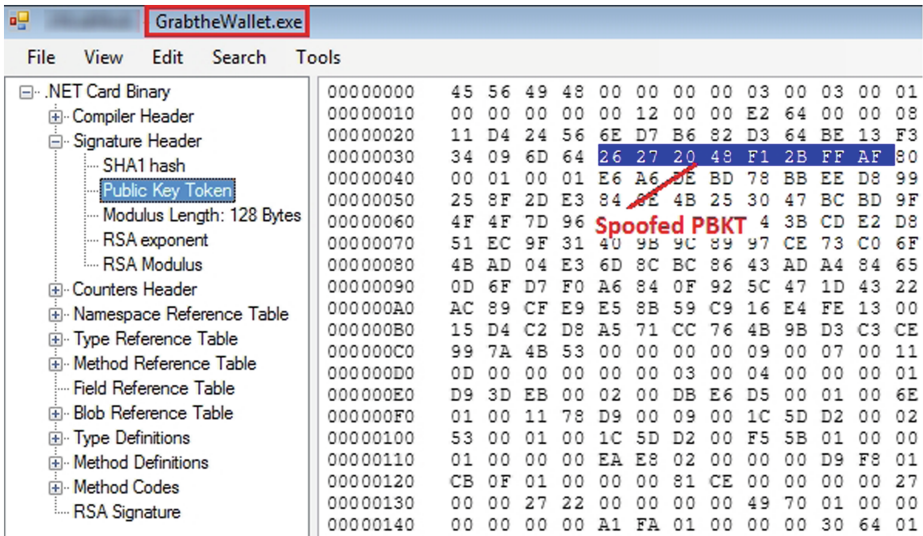 GrabtheWallet.exe
File View Edit Search Tools
.NET Card Binary
Compiler Header
Signature Header
SHA1 hash
Public Key Token
Modulus Length: 128 Bytes
RSA exponent
RSA Modulus
Counters Header
Namespace Reference Table
Type Reference Table
Method Reference Table
Field Reference Table
Blob Reference Table
Type Definitions
Method Definitions
Method Codes
RSA Signature
00000000 45 56 49 48 00 00 00 00 03 00 03 00 01
00000010 00 00 00 00 00 12 00 00 E2 64 00 00 08
00000020 11 D4 24 56 6E D7 B6 82 D3 64 BE 13 F3
00000030 34 09 6D 64 26 27 20 48 F1 2B FF AF 80
00000040 00 01 00 01 E6 A6 DE BD 78 BB EE D8 99
00000050 25 8F 2D E3 84 4B 25 30 47 BC BD 9F
00000060 4F 4F 7D 96 Spoofed PBKT 4 3B CD E2 D8
00000070 51 EC 9F 31 40 9B 9C 89 97 CE 73 C0 6F
00000080 4B AD 04 E3 6D 8C BC 86 43 AD A4 84 65
00000090 0D 6F D7 F0 A6 84 0F 92 5C 47 1D 43 22
000000A0 AC 89 CF E9 E5 8B 59 C9 16 E4 FE 13 00
000000B0 15 D4 C2 D8 A5 71 CC 76 4B 9B D3 C3 CE
000000C0 99 7A 4B 53 00 00 00 00 09 00 07 00 11
000000D0 0D 00 00 00 00 00 03 00 04 00 00 00 01
000000E0 D9 3D EB 00 02 00 DB E6 D5 00 01 00 6E
000000F0 01 00 11 78 D9 00 09 00 1C 5D D2 00 02
00000100 53 00 01 00 1C 5D D2 00 F5 5B 01 00 00
00000110 01 00 00 00 EA E8 02 00 00 00 D9 F8 01
00000120 CB 0F 01 00 00 00 81 CE 00 00 00 00 27
00000130 00 00 27 22 00 00 00 00 49 70 01 00 00
00000140 00 00 00 00 A1 FA 01 00 00 00 30 64 01